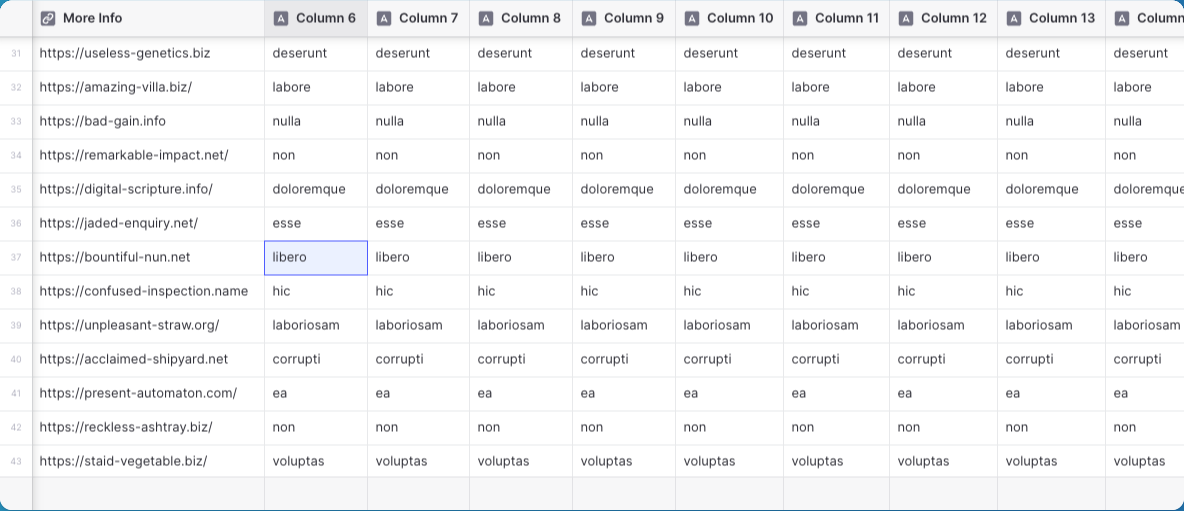 More Info A Column 6 A Column 7 A Column 8 A Column 9 A Column 10 A Column 11 A Column 12 A Column 13 A Column
31 https://useless-genetics.biz deserunt deserunt deserunt deserunt deserunt deserunt deserunt deserunt deserunt
32 https://amazing-villa.biz/ labore labore labore labore labore labore labore labore labore
33 https://bad-gain.info nulla nulla nulla nulla nulla nulla nulla nulla nulla
34 https://remarkable-impact.net/ non non non non non non non non non
35 https://digital-scripture.info/ doloremque doloremque doloremque doloremque doloremque doloremque doloremque doloremque doloremque
36 https://jaded-enquiry.net/ esse esse esse esse esse esse esse esse esse
37 https://bountiful-nun.net libero libero libero libero libero libero libero libero libero
38 https://confused-inspection.name hic hic hic hic hic hic hic hic hic
39 https://unpleasant-straw.org/ laboriosam laboriosam laboriosam laboriosam laboriosam laboriosam laboriosam laboriosam laboriosam
40 https://acclaimed-shipyard.net corrupti corrupti corrupti corrupti corrupti corrupti corrupti corrupti corrupti
41 https://present-automaton.com/ ea ea ea ea ea ea ea ea ea
42 https://reckless-ashtray.biz/ non non non non non non non non non
43 https://staid-vegetable.biz/ voluptas voluptas voluptas voluptas voluptas voluptas voluptas voluptas voluptas